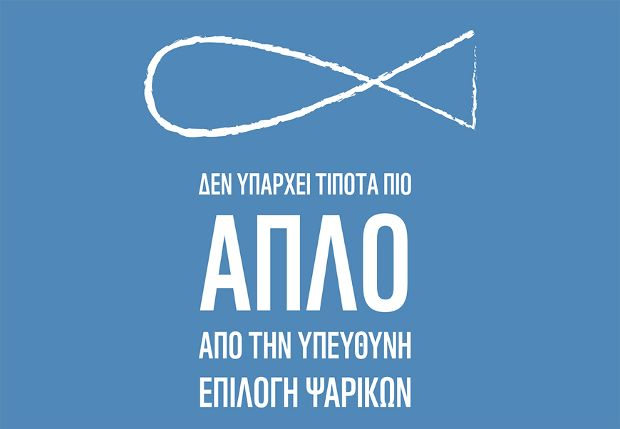 ΔΕΝ ΥΠΑΡΧΕΙ ΤΙΠΟΤΑ ΠΙΟ
ΑΠΛΟ
ΑΠΟ ΤΗΝ ΥΠΕΥΘΥΝΗ
ΕΠΙΛΟΓΗ ΨΑΡΙΚΩΝ